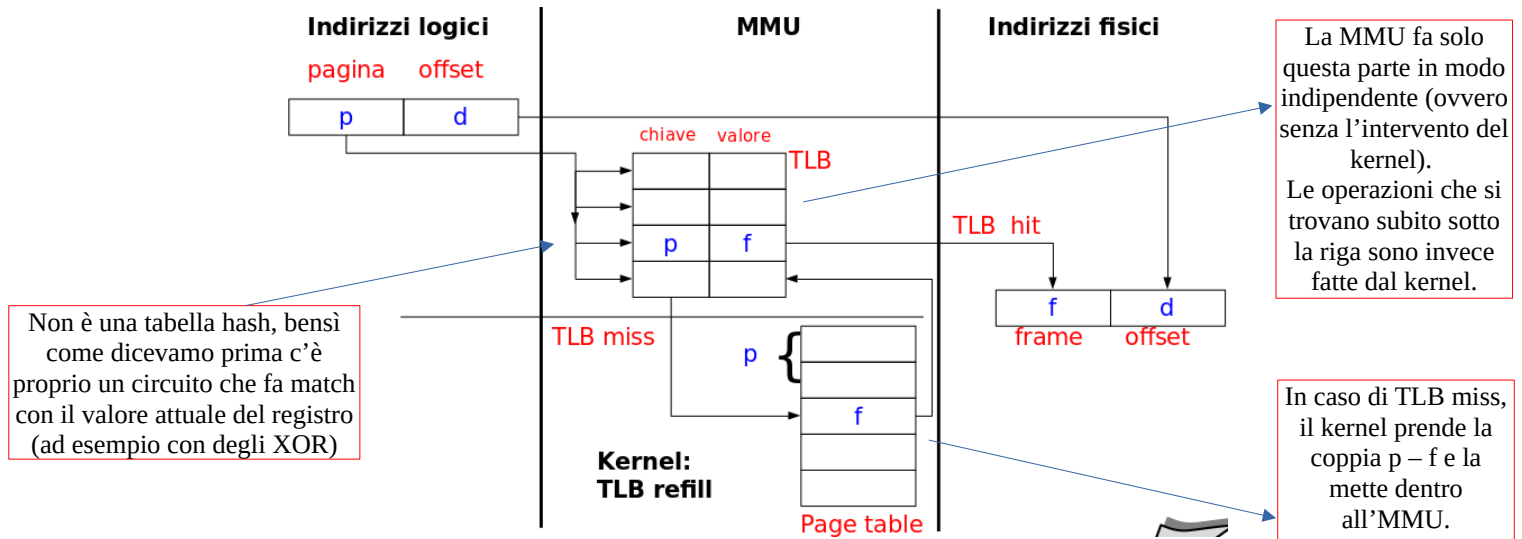 Indirizzi logici
MMU
Indirizzi fisici
pagina offset
p d
chiave valore
TLB
p f
TLB hit
f d
frame offset
TLB miss
p {
f
Kernel:
TLB refill
Page table
La MMU fa solo
questa parte in modo
indipendente (ovvero
senza l’intervento del
kernel).
Le operazioni che si
trovano subito sotto
la riga sono invece
fatte dal kernel.
Non è una tabella hash, bensì
come dicevamo prima c’è
proprio un circuito che fa match
con il valore attuale del registro
(ad esempio con degli XOR)
In caso di TLB miss,
il kernel prende la
coppia p – f e la
mette dentro
all’MMU.